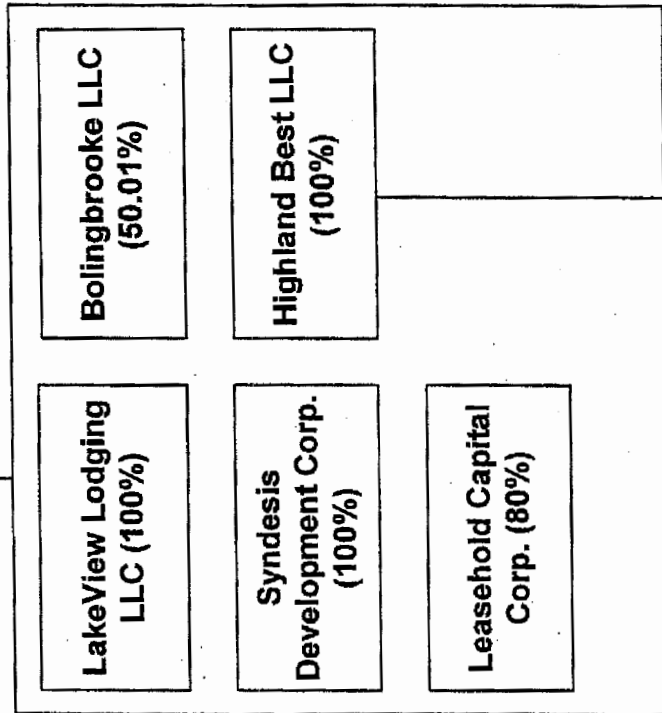 LakeView Lodging
LLC (100%)
Bolingbrooke LLC
(50.01%)
Syndesis
Development Corp.
(100%)
Highland Best LLC
(100%)
Leasehold Capital
Corp. (80%)